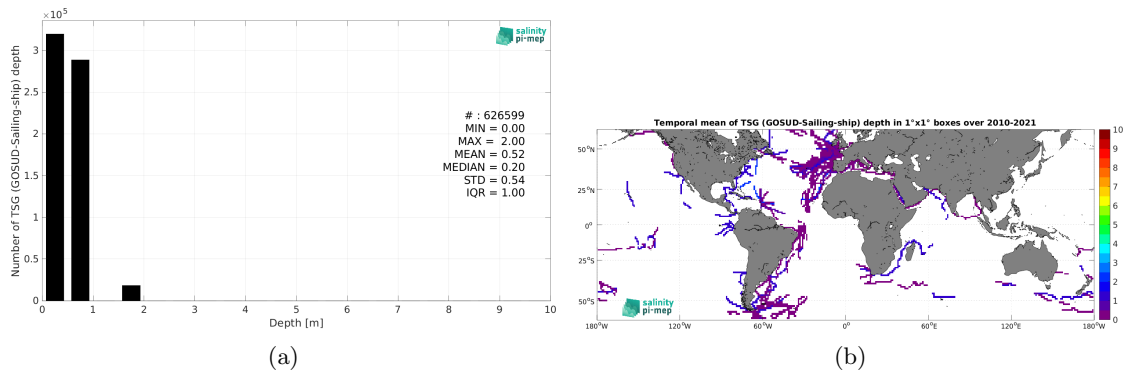 ×10⁵
3
2.5
2
1.5
1
0.5
0
Number of TSG (GOSUD-Sailing-ship) depth
salinity
pi-mep
# : 626599
MIN = 0.00
MAX = 2.00
MEAN = 0.52
MEDIAN = 0.20
STD = 0.54
IQR = 1.00
0 1 2 3 4 5 6 7 8 9 10
Depth [m]
(a)
Temporal mean of TSG (GOSUD-Sailing-ship) depth in 1°x1° boxes over 2010-2021
50°N
25°N
0°
25°S
50°S
salinity
pi-mep
180°W 120°W 60°W 0° 60°E 120°E 180°W
10
9
8
7
6
5
4
3
2
1
0
(b)